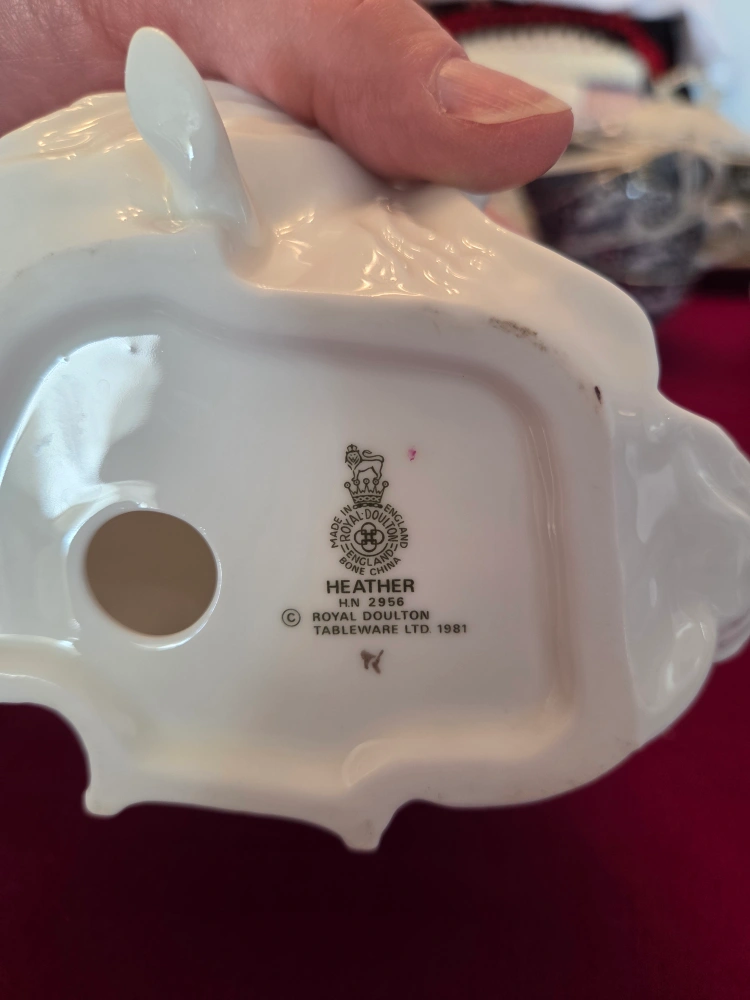 MADE IN ENGLAND
ROYAL·DOULTON
ENGLAND
BONE CHINA
HEATHER
H.N 2956
© ROYAL DOULTON
TABLEWARE LTD. 1981